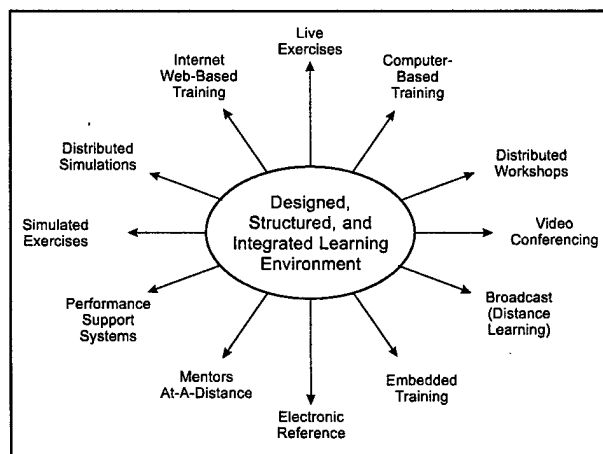 Live
Exercises
Internet
Web-Based
Training
Computer-
Based
Training
Distributed
Simulations
Distributed
Workshops
Designed,
Structured, and
Integrated Learning
Environment
Simulated
Exercises
Video
Conferencing
Performance
Support
Systems
Broadcast
(Distance
Learning)
Mentors
At-A-Distance
Embedded
Training
Electronic
Reference